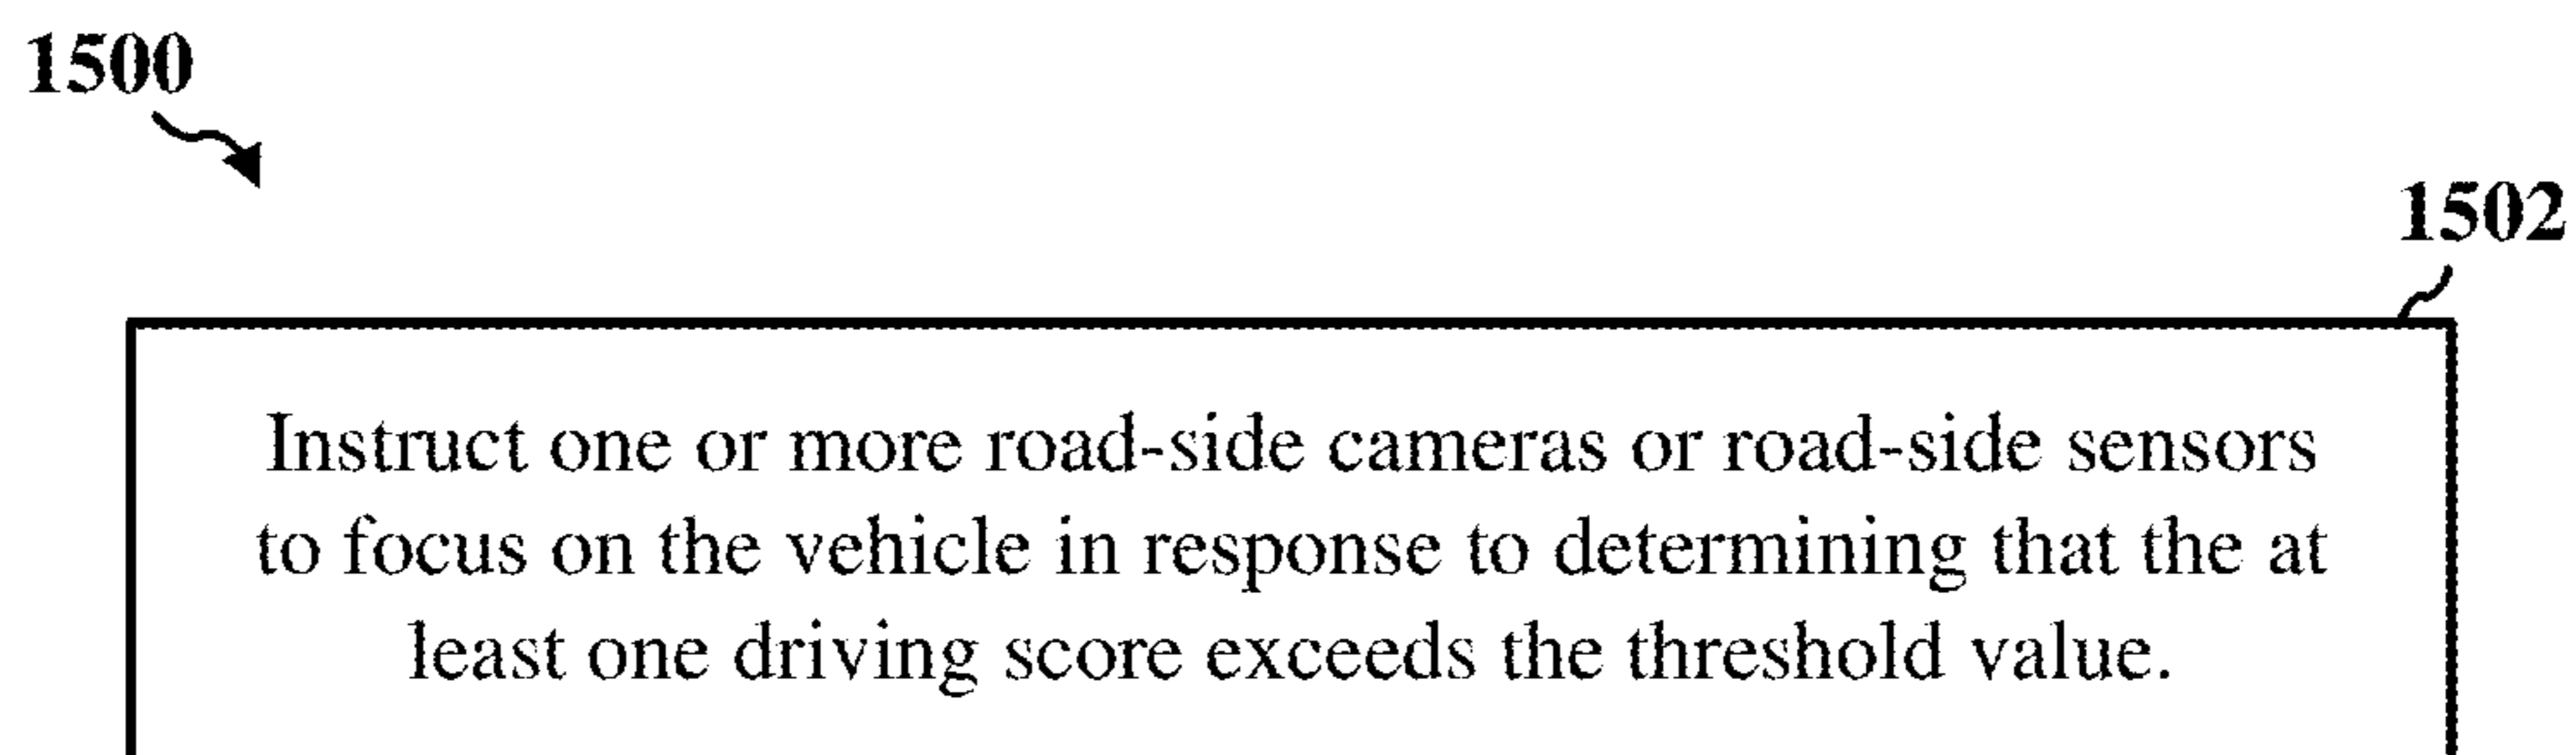 1500
1502
Instruct one or more road-side cameras or road-side sensors
to focus on the vehicle in response to determining that the at
least one driving score exceeds the threshold value.